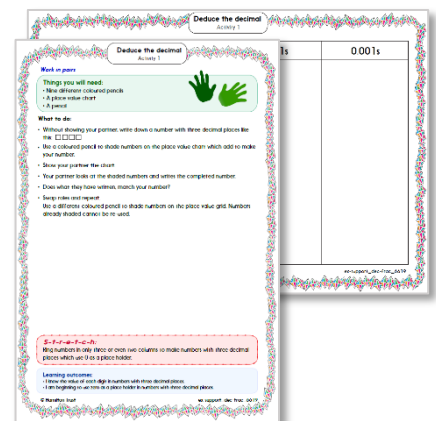 Deduce the decimal
Activity 1
1s
0.001s
ex-support_dec-frac_6619
Deduce the decimal
Activity 1
Work in pairs
Things you will need:
• Nine different coloured pencils
• A place value chart
• A pencil
What to do:
• Without showing your partner, write down a number with three decimal places like
this: □.□□□
• Use a coloured pencil to shade numbers on the place value chart which add to make
your number.
• Show your partner the chart.
• Your partner looks at the shaded numbers and writes the completed number.
• Does what they have written, match your number?
• Swap roles and repeat.
Use a different coloured pencil to shade numbers on the place value grid. Numbers
already shaded cannot be re-used.
S-t-r-e-t-c-h:
Ring numbers in only three or even two columns to make numbers with three decimal
places which use 0 as a place holder.
Learning outcomes:
• I know the value of each digit in numbers with three decimal places.
• I am beginning to use zero as a place holder in numbers with three decimal places.
© Hamilton Trust
ex-support_dec-frac_6619